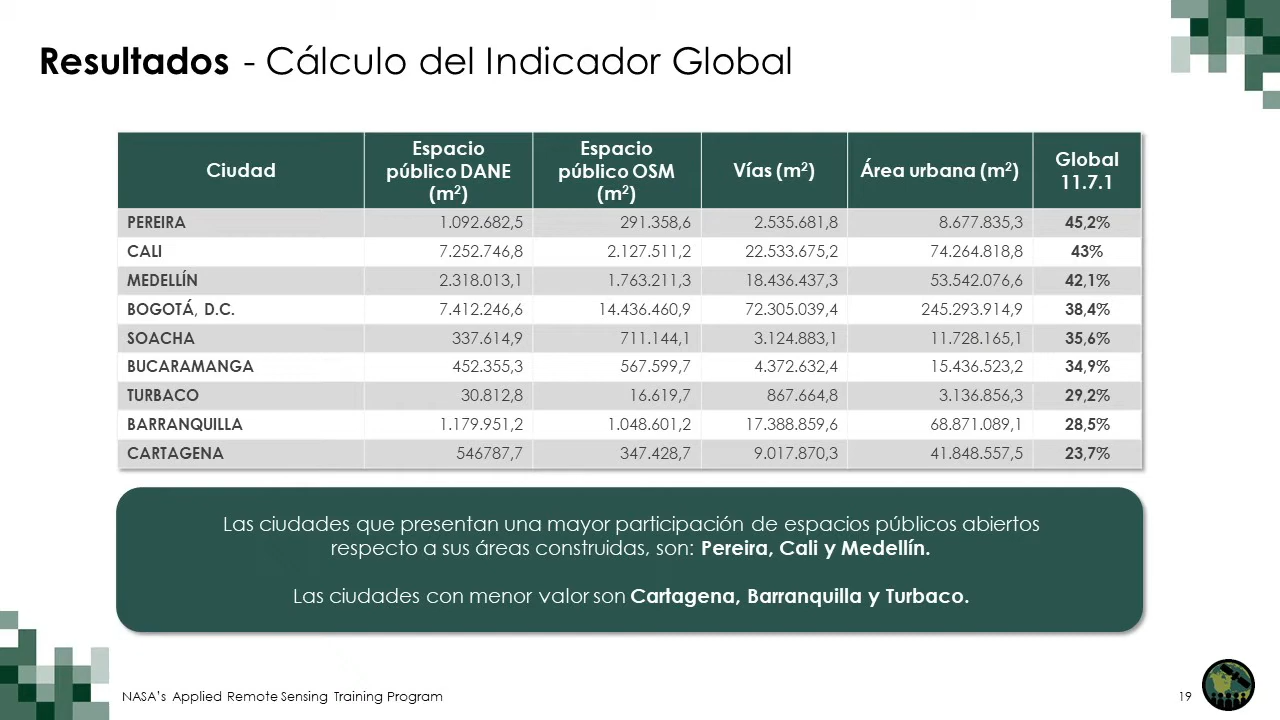 Resultados - Cálculo del Indicador Global
Ciudad
Espacio
público DANE
(m²)
Espacio
público OSM
(m²)
Vías (m²)
Área urbana (m²)
Global
11.7.1
PEREIRA 1.092.682,5 291.358,6 2.535.681,8 8.677.835,3 45,2%
CALI 7.252.746,8 2.127.511,2 22.533.675,2 74.264.818,8 43%
MEDELLÍN 2.318.013,1 1.763.211,3 18.436.437,3 53.542.076,6 42,1%
BOGOTÁ, D.C. 7.412.246,6 14.436.460,9 72.305.039,4 245.293.914,9 38,4%
SOACHA 337.614,9 711.144,1 3.124.883,1 11.728.165,1 35,6%
BUCARAMANGA 452.355,3 567.599,7 4.372.632,4 15.436.523,2 34,9%
TURBACO 30.812,8 16.619,7 867.664,8 3.136.856,3 29,2%
BARRANQUILLA 1.179.951,2 1.048.601,2 17.388.859,6 68.871.089,1 28,5%
CARTAGENA 546787,7 347.428,7 9.017.870,3 41.848.557,5 23,7%
Las ciudades que presentan una mayor participación de espacios públicos abiertos
respecto a sus áreas construidas, son: Pereira, Cali y Medellín.
Las ciudades con menor valor son Cartagena, Barranquilla y Turbaco.
NASA's Applied Remote Sensing Training Program
19